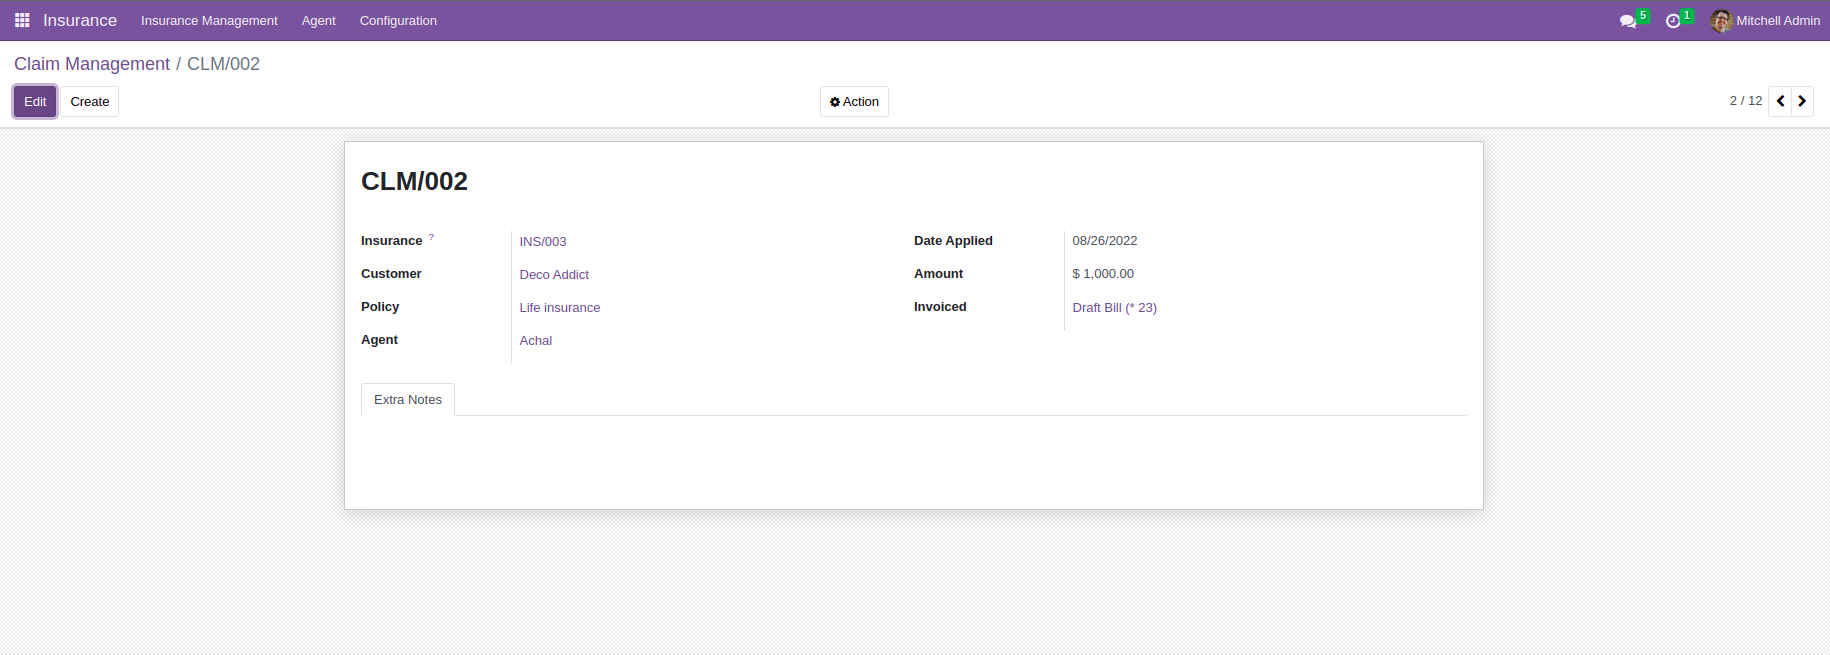 Insurance Insurance Management Agent Configuration 5 1 Mitchell Admin
Claim Management / CLM/002
Edit Create Action 2 / 12
CLM/002
Insurance ? INS/003 Date Applied 08/26/2022
Customer Deco Addict Amount $ 1,000.00
Policy Life insurance Invoiced Draft Bill (* 23)
Agent Achal
Extra Notes